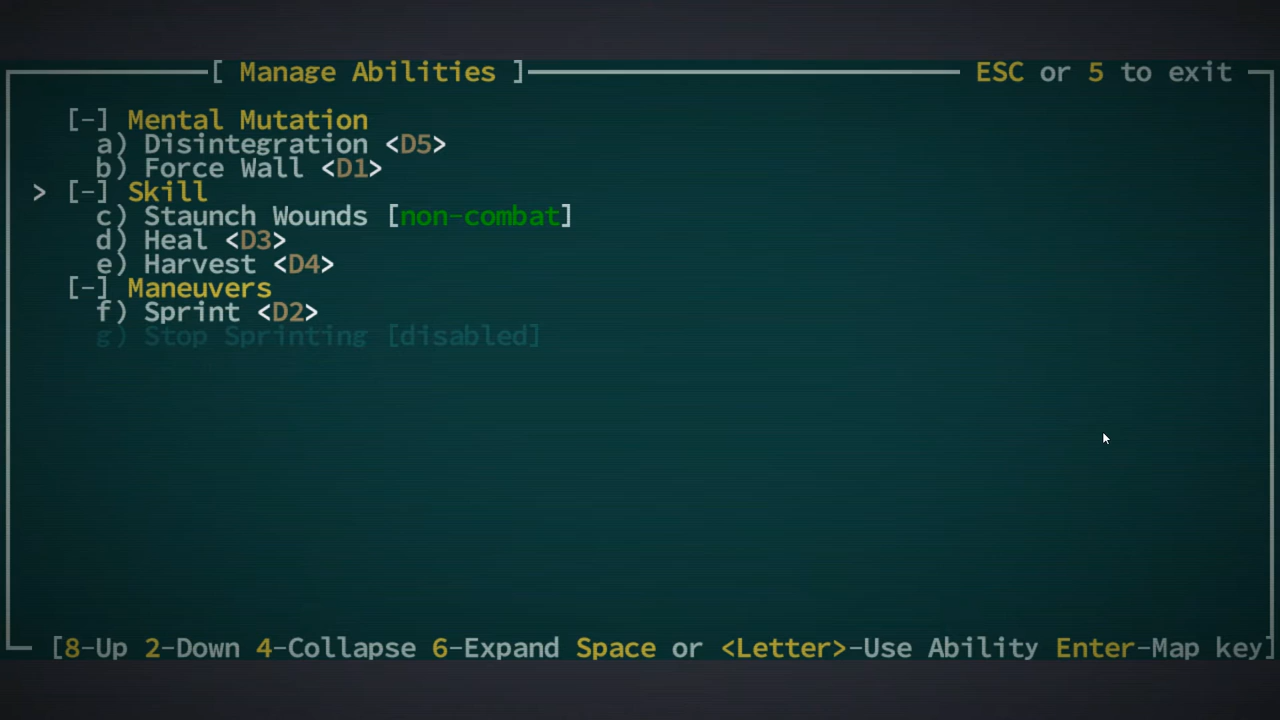 [ Manage Abilities ] ESC or 5 to exit
[-] Mental Mutation
a) Disintegration <D5>
b) Force Wall <D1>
> [-] Skill
c) Staunch Wounds [non-combat]
d) Heal <D3>
e) Harvest <D4>
[-] Maneuvers
f) Sprint <D2>
g) Stop Sprinting [disabled]
[8-Up 2-Down 4-Collapse 6-Expand Space or <Letter>-Use Ability Enter-Map key]